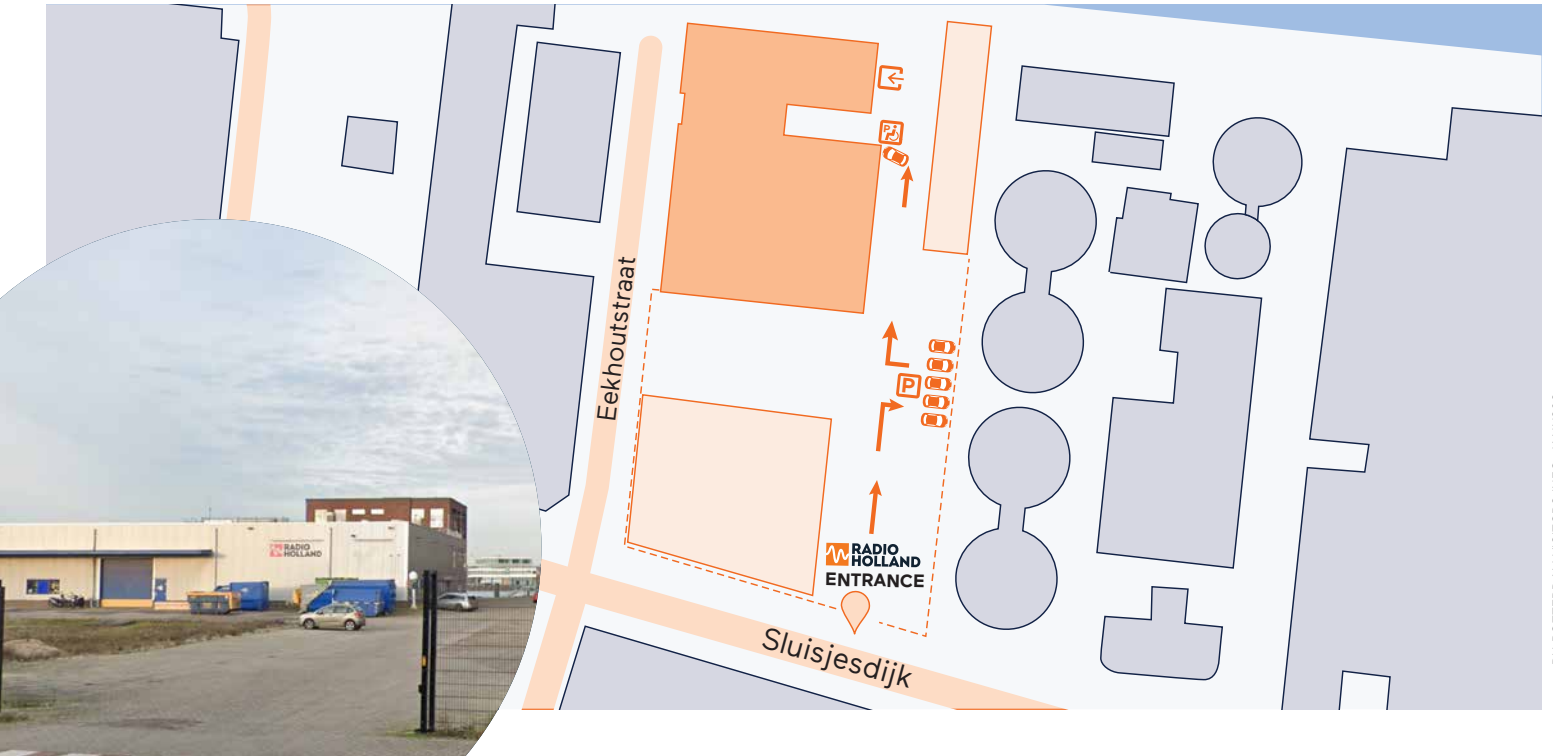 P
Eekhoutstraat
P
RADIO
HOLLAND
ENTRANCE
Sluisjesdijk
RADIO
HOLLAND